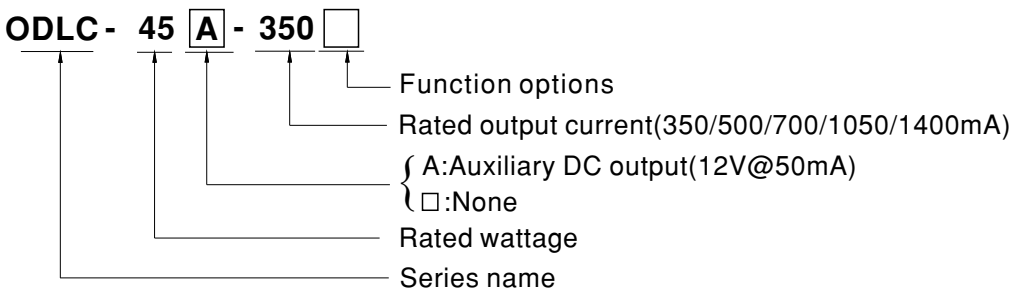 ODLC - 45 A - 350 □
Function options
Rated output current(350/500/700/1050/1400mA)
A:Auxiliary DC output(12V@50mA)
□:None
Rated wattage
Series name